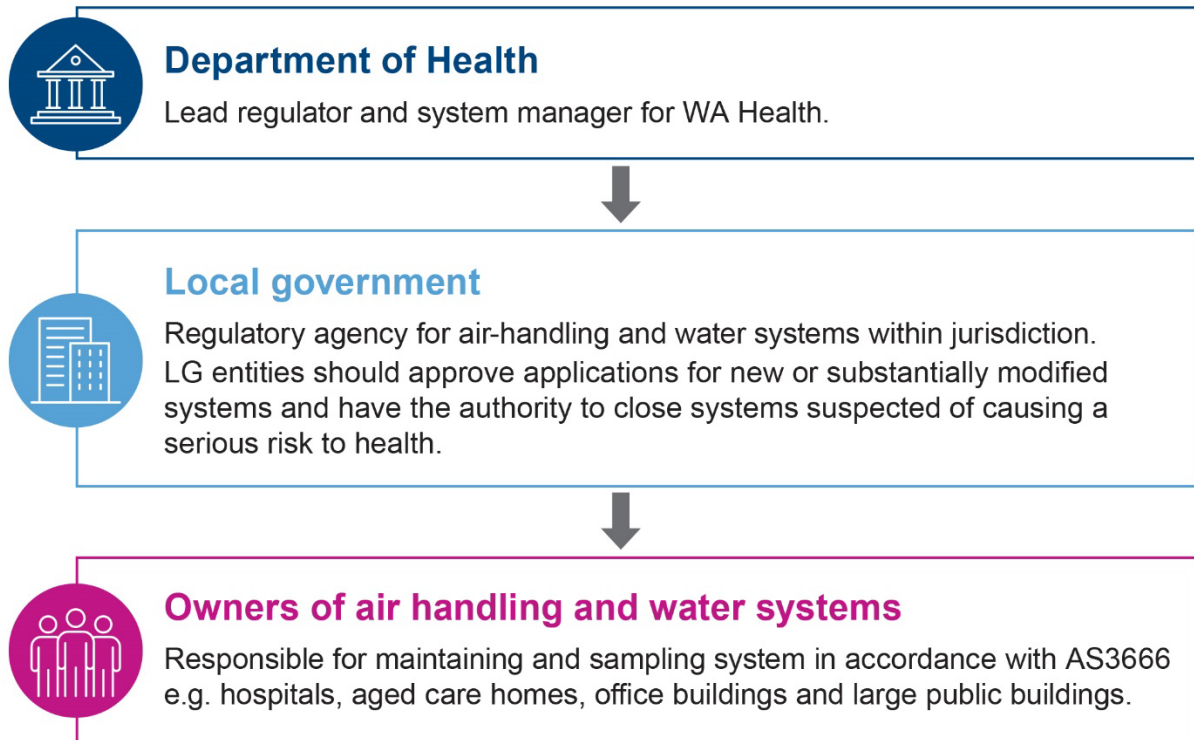 Department of Health
Lead regulator and system manager for WA Health.
Local government
Regulatory agency for air-handling and water systems within jurisdiction.
LG entities should approve applications for new or substantially modified
systems and have the authority to close systems suspected of causing a
serious risk to health.
Owners of air handling and water systems
Responsible for maintaining and sampling system in accordance with AS3666
e.g. hospitals, aged care homes, office buildings and large public buildings.